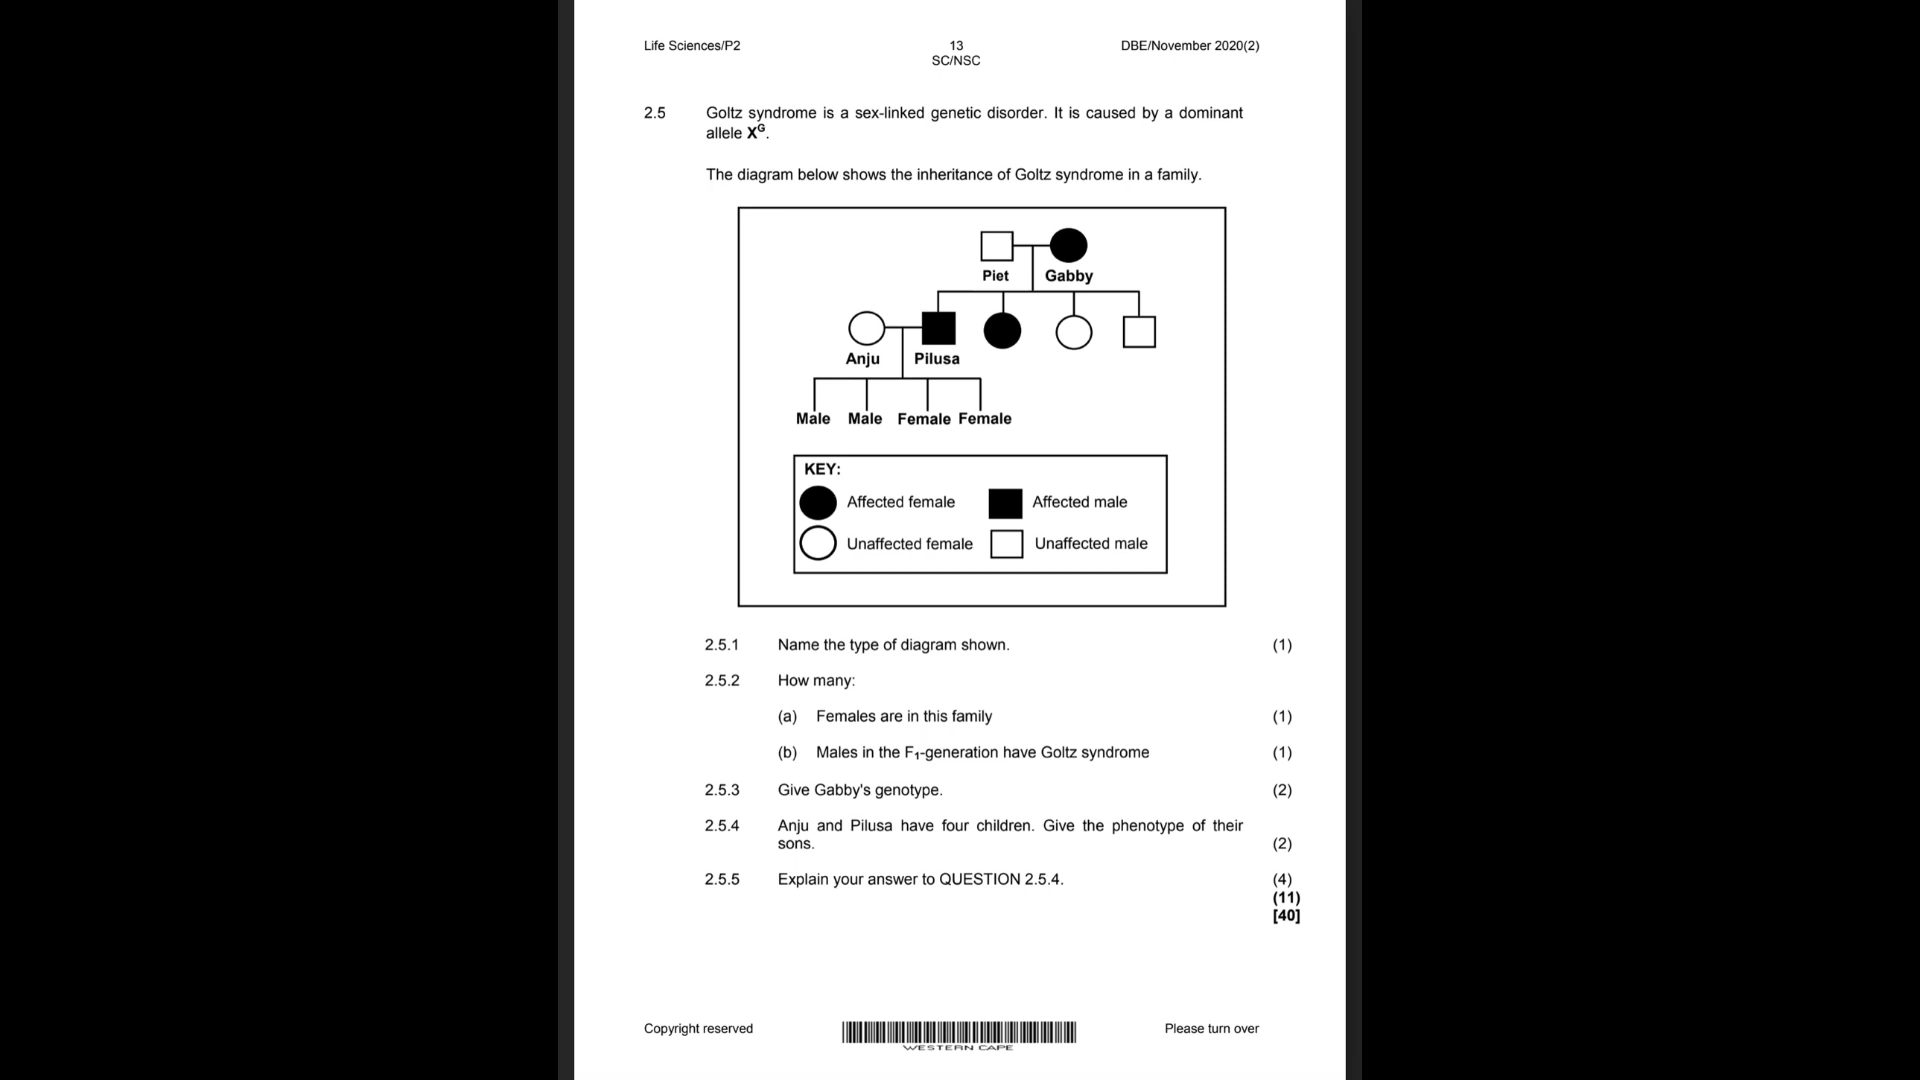 Life Sciences/P2 13 DBE/November 2020(2)
SC/NSC
2.5 Goltz syndrome is a sex-linked genetic disorder. It is caused by a dominant
allele Xᴳ.
The diagram below shows the inheritance of Goltz syndrome in a family.
Piet Gabby
Anju Pilusa
Male Male Female Female
KEY:
Affected female Affected male
Unaffected female Unaffected male
2.5.1 Name the type of diagram shown. (1)
2.5.2 How many:
(a) Females are in this family (1)
(b) Males in the F₁-generation have Goltz syndrome (1)
2.5.3 Give Gabby's genotype. (2)
2.5.4 Anju and Pilusa have four children. Give the phenotype of their
sons. (2)
2.5.5 Explain your answer to QUESTION 2.5.4. (4)
(11)
[40]
Copyright reserved Please turn over
WESTERN CAPE